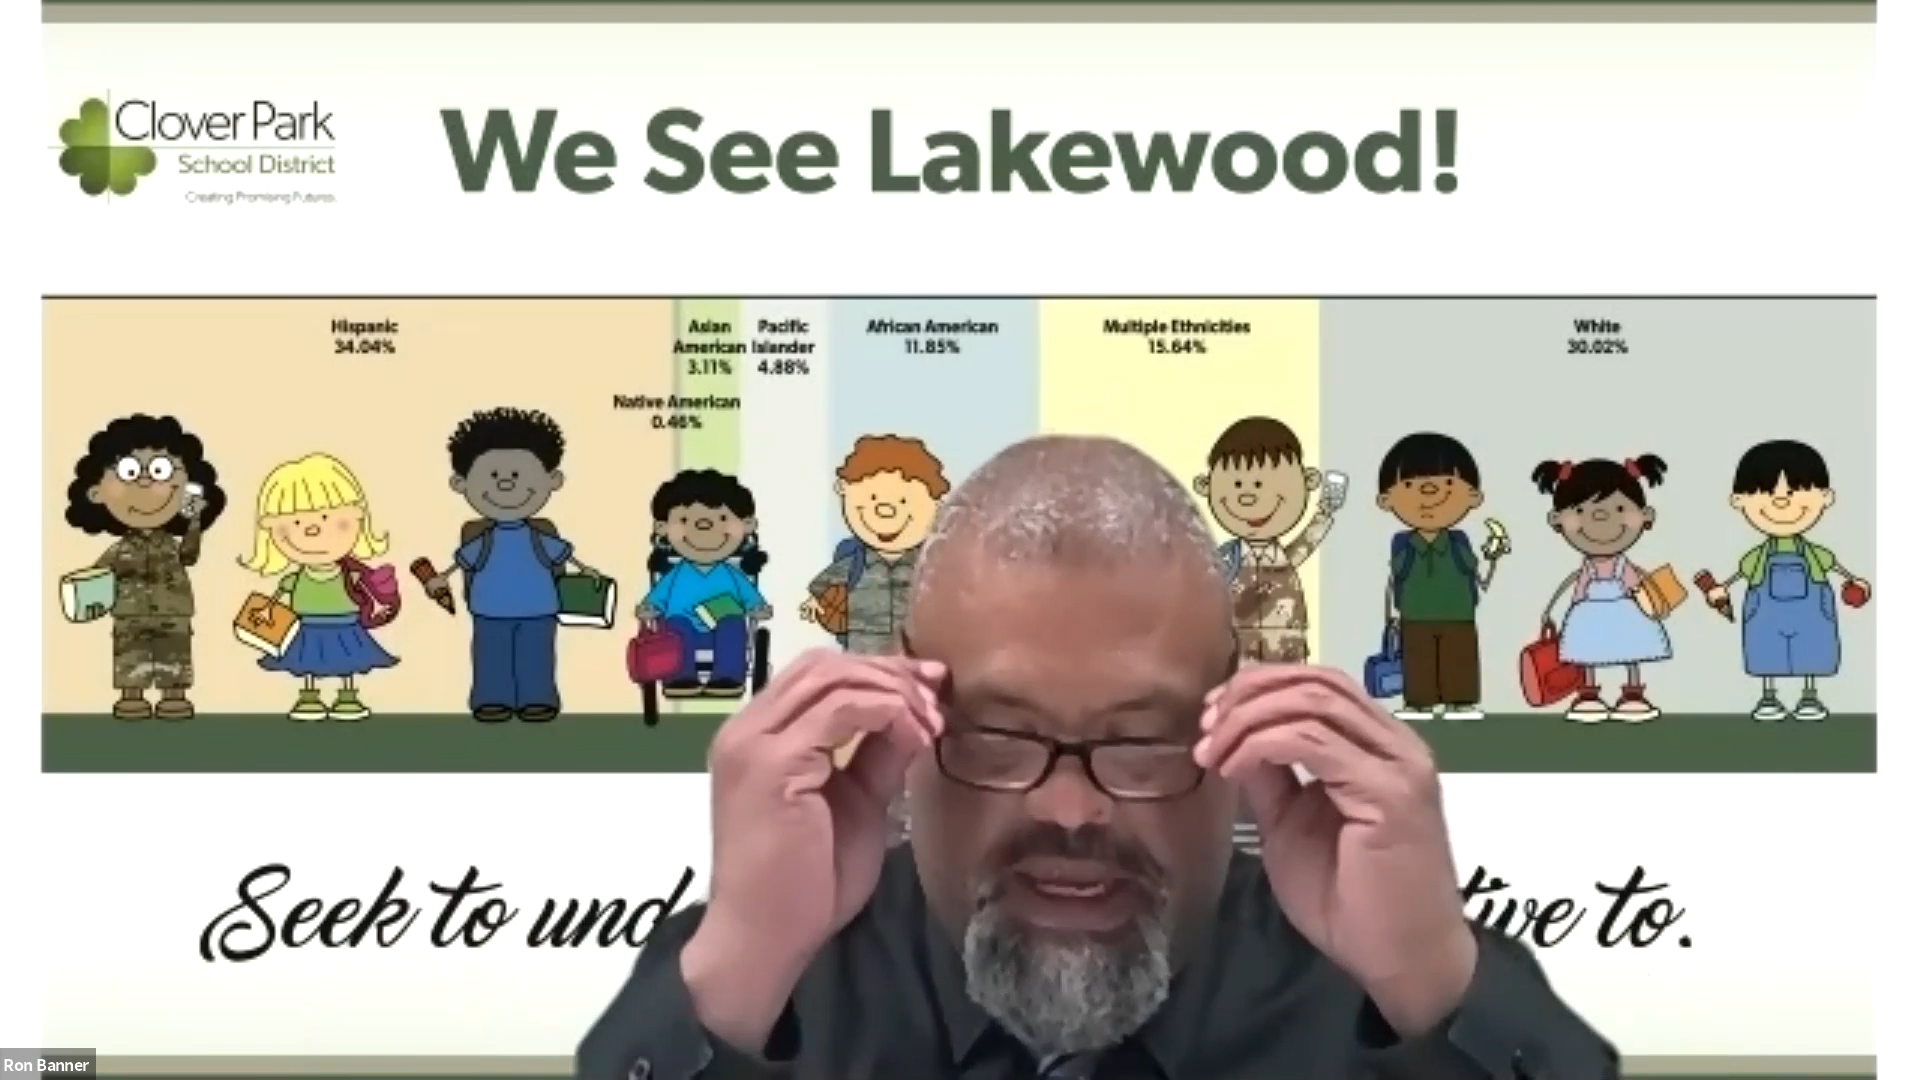 Clover Park
School District
Creating Promising Futures
We See Lakewood!
Hispanic
34.04%
Asian
American
3.11%
Pacific
Islander
4.88%
Native American
0.46%
African American
11.85%
Multiple Ethnicities
15.64%
White
30.02%
Seek to
to.
Ron Banner